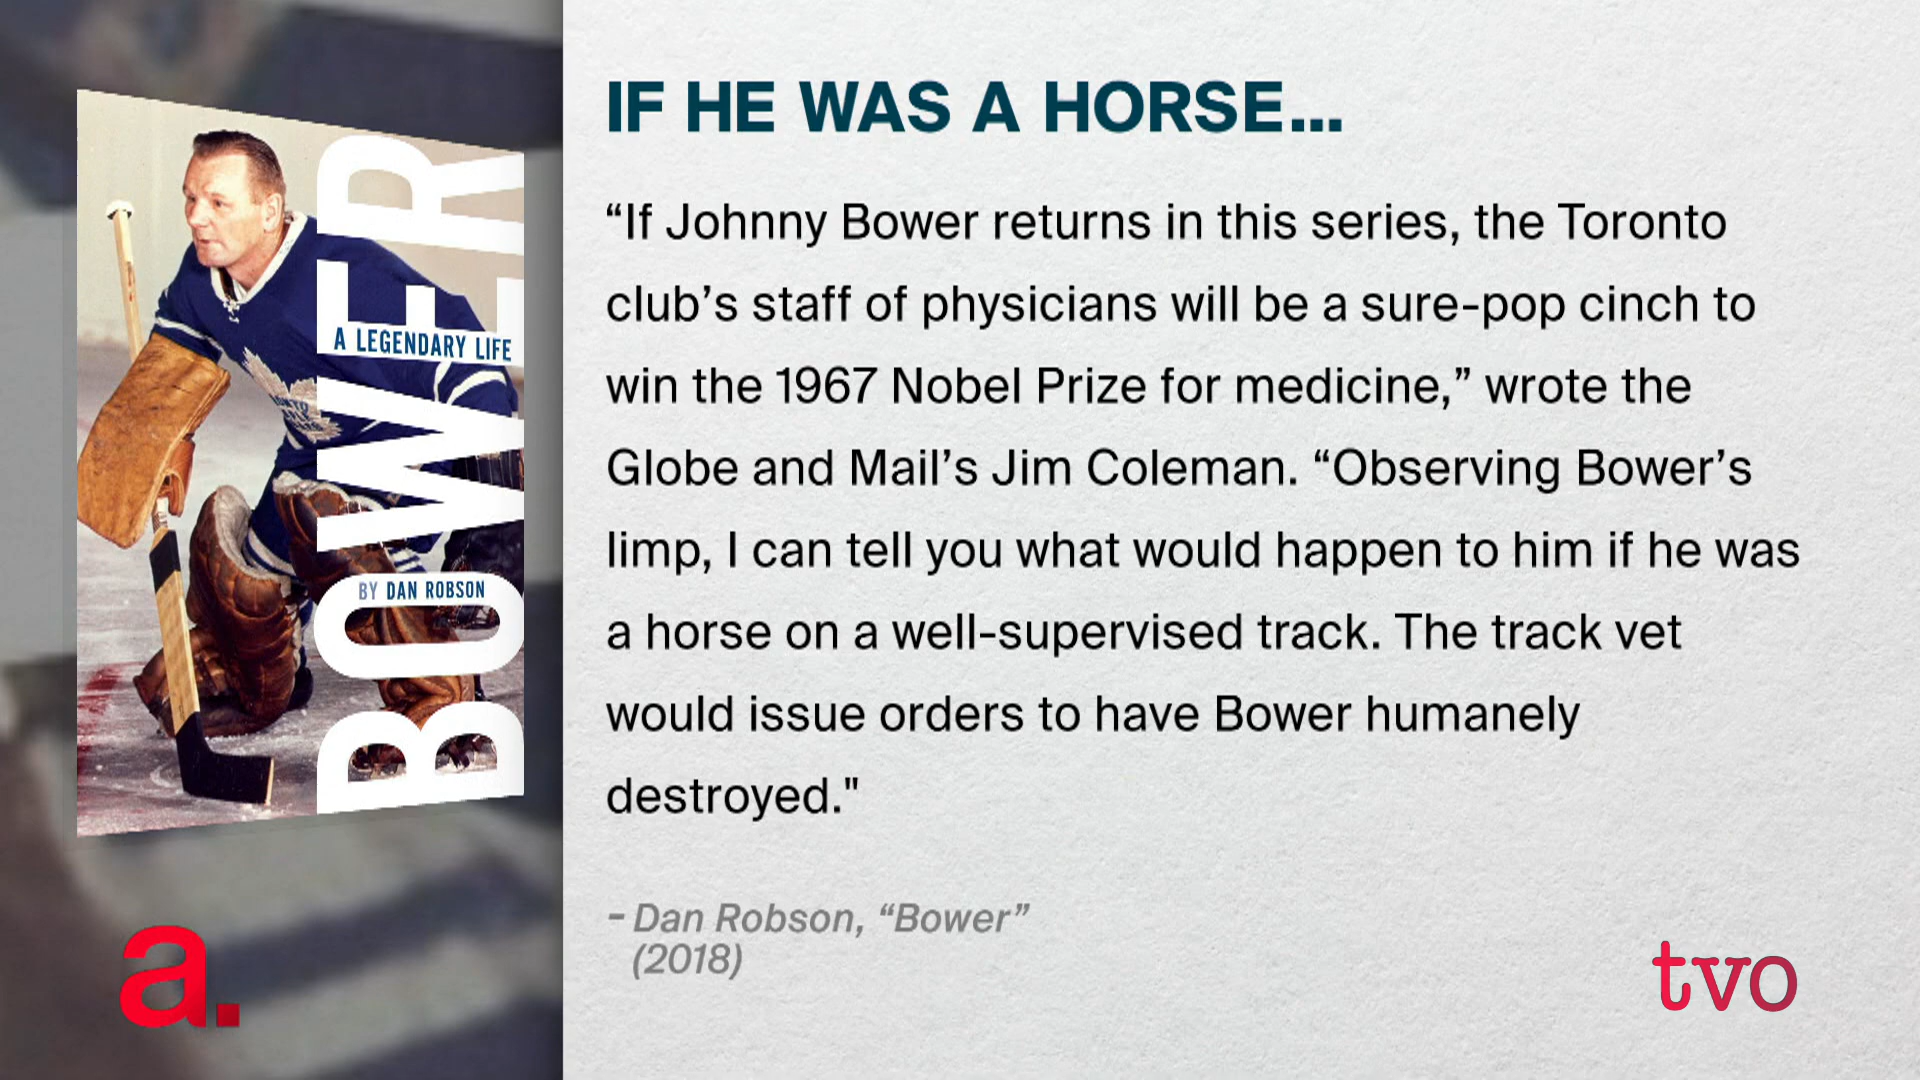 IF HE WAS A HORSE...
“If Johnny Bower returns in this series, the Toronto
club’s staff of physicians will be a sure-pop cinch to
win the 1967 Nobel Prize for medicine,” wrote the
Globe and Mail’s Jim Coleman. “Observing Bower’s
limp, I can tell you what would happen to him if he was
a horse on a well-supervised track. The track vet
would issue orders to have Bower humanely
destroyed."
- Dan Robson, “Bower”
(2018)
BOWER
A LEGENDARY LIFE
BY DAN ROBSON
a.
tvo